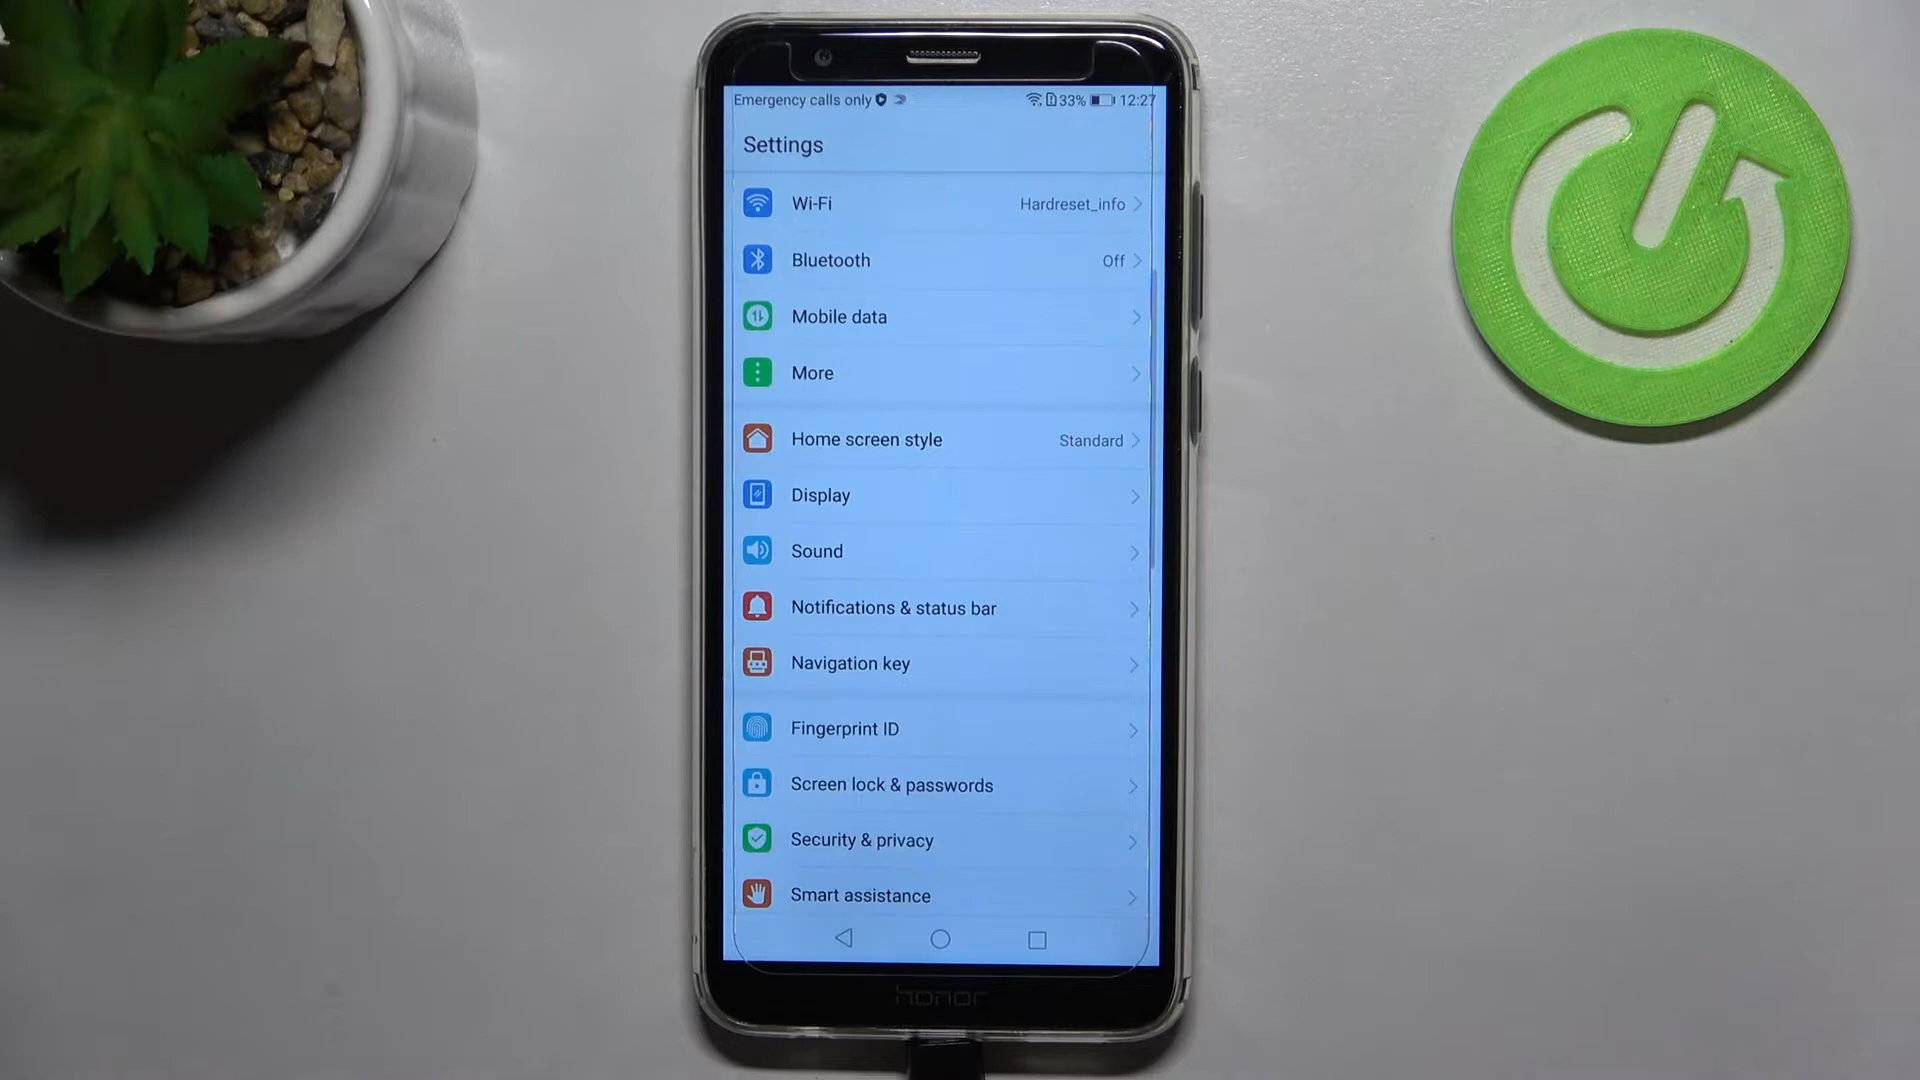 Emergency calls only 33% 12:27
Settings
Wi-Fi Hardreset_info
Bluetooth Off
Mobile data
More
Home screen style Standard
Display
Sound
Notifications & status bar
Navigation key
Fingerprint ID
Screen lock & passwords
Security & privacy
Smart assistance
honor